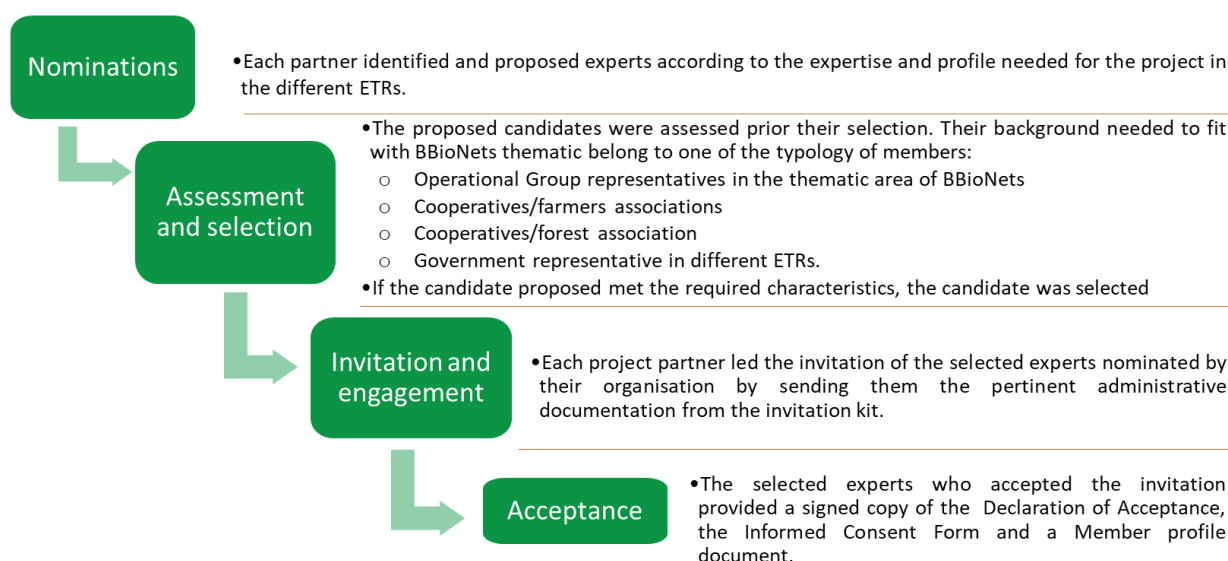 Nominations
•Each partner identified and proposed experts according to the expertise and profile needed for the project in
the different ETRs.
Assessment
and selection
•The proposed candidates were assessed prior their selection. Their background needed to fit
with BBioNets thematic belong to one of the typology of members:
o Operational Group representatives in the thematic area of BBioNets
o Cooperatives/farmers associations
o Cooperatives/forest association
o Government representative in different ETRs.
•If the candidate proposed met the required characteristics, the candidate was selected
Invitation and
engagement
•Each project partner led the invitation of the selected experts nominated by
their organisation by sending them the pertinent administrative
documentation from the invitation kit.
Acceptance
•The selected experts who accepted the invitation
provided a signed copy of the Declaration of Acceptance,
the Informed Consent Form and a Member profile
document.